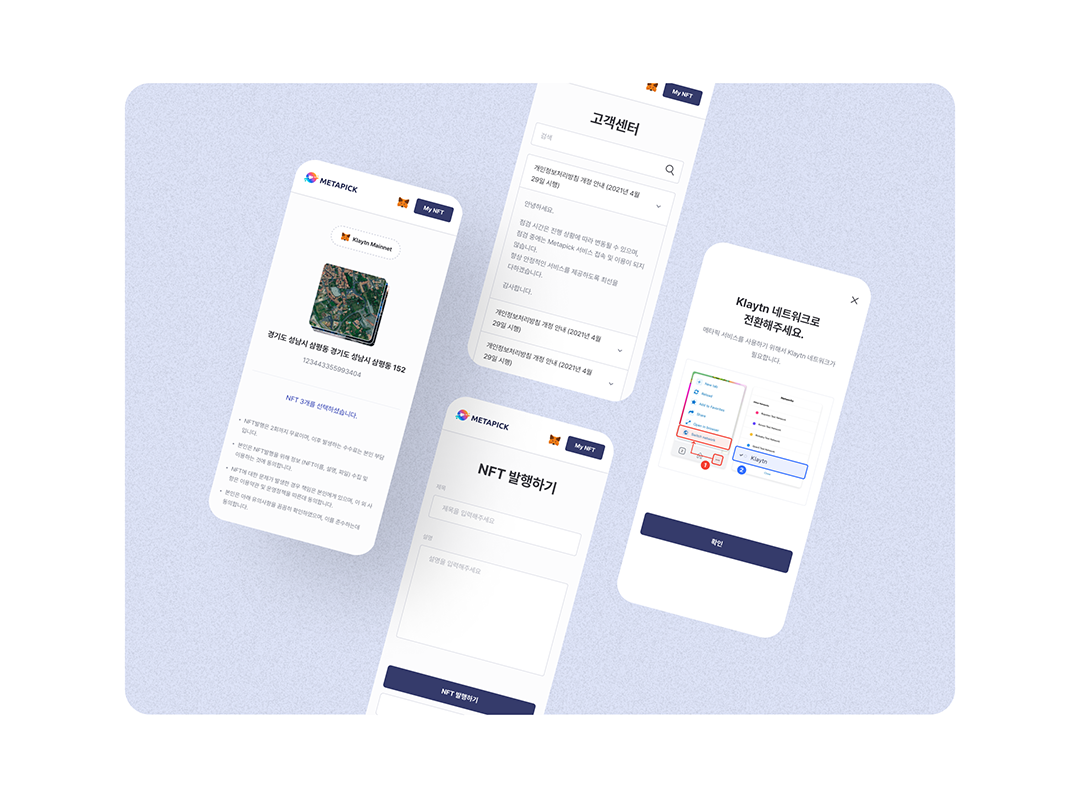 METAPICK
My NFT
Klaytn Mainnet
경기도 성남시 삼평동 경기도 성남시 삼평동 152
123443355993404
NFT 3개를 선택하셨습니다.
• NFT발행은 2회까지 무료이며, 이후 발생하는 수수료는 본인 부담
입니다.
• 본인은 NFT발행을 위해 정보 (NFT이름, 설명, 파일) 수집 및
이용하는 것에 동의합니다.
• NFT에 대한 문제가 발생한 경우 책임은 본인에게 있으며, 이 외 사
항은 이용약관 및 운영정책을 따른데 동의합니다.
• 본인은 아래 유의사항을 꼼꼼히 확인하였으며, 이를 준수하는데
동의합니다.
My NFT
고객센터
검색
개인정보처리방침 개정 안내 (2021년 4월
29일 시행)
안녕하세요.
점검 시간은 진행 상황에 따라 변동될 수 있으며,
점검 중에는 Metapick 서비스 접속 및 이용이 되지
않습니다.
항상 안정적인 서비스를 제공하도록 최선을
다하겠습니다.
감사합니다.
개인정보처리방침 개정 안내 (2021년 4월
29일 시행)
개인정보처리방침 개정 안내 (2021년 4월
29일 시행)
METAPICK
My NFT
NFT 발행하기
제목
제목을 입력해주세요
설명
설명을 입력해주세요
NFT 발행하기
Klaytn 네트워크로
전환해주세요.
메타픽 서비스를 사용하기 위해서 Klaytn 네트워크가
필요합니다.
New tab
Reload
Add to Favorites
Share
Open in browser
Switch network
1
Networks
Klaytn
2
확인